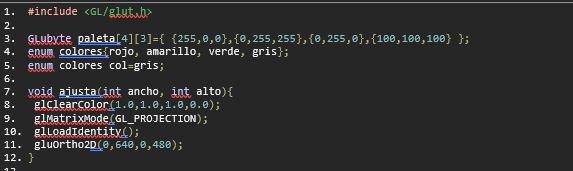 1. #include <GL/glut.h>
2.
3. GLubyte paleta[4][3]={ {255,0,0},{0,255,255},{0,255,0},{100,100,100} };
4. enum colores{rojo, amarillo, verde, gris};
5. enum colores col=gris;
6.
7. void ajusta(int ancho, int alto){
8. glClearColor(1.0,1.0,1.0,0.0);
9. glMatrixMode(GL_PROJECTION);
10. glLoadIdentity();
11. gluOrtho2D(0,640,0,480);
12. }